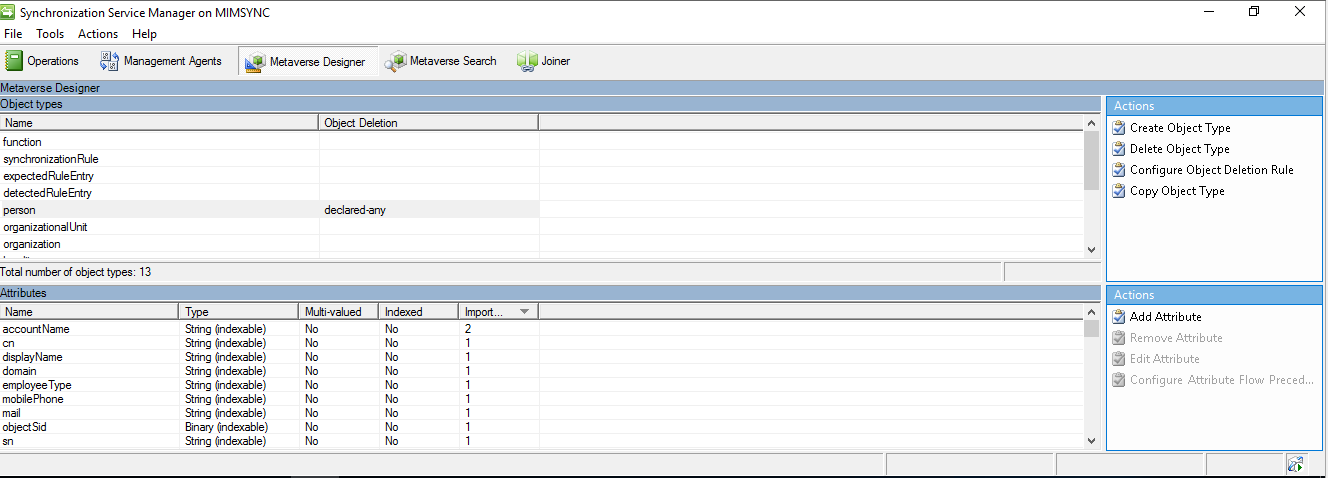 Synchronization Service Manager on MIMSYNC
File Tools Actions Help
Operations Management Agents Metaverse Designer Metaverse Search Joiner
Metaverse Designer
Object types
Name Object Deletion
function
synchronizationRule
expectedRuleEntry
detectedRuleEntry
person declared-any
organizationalUnit
organization
Total number of object types: 13
Actions
Create Object Type
Delete Object Type
Configure Object Deletion Rule
Copy Object Type
Attributes
Name Type Multi-valued Indexed Import...
accountName String (indexable) No No 2
cn String (indexable) No No 1
displayName String (indexable) No No 1
domain String (indexable) No No 1
employeeType String (indexable) No No 1
mobilePhone String (indexable) No No 1
mail String (indexable) No No 1
objectSid Binary (indexable) No No 1
sn String (indexable) No No 1
Actions
Add Attribute
Remove Attribute
Edit Attribute
Configure Attribute Flow Preced...